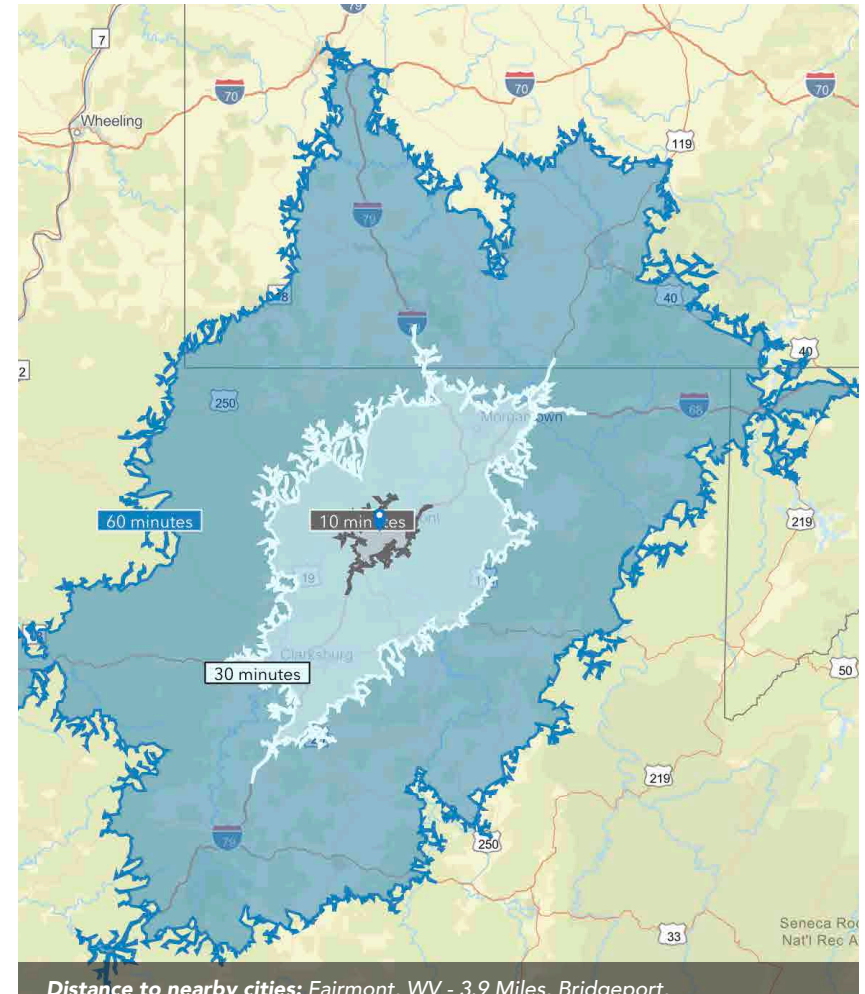 79
7
70
70
70
Wheeling
119
79
40
79
40
2
250
Morgantown
68
60 minutes
10 minutes
219
19
Clarksburg
30 minutes
50
219
79
250
33
Seneca Roc
Nat'l Rec A
Distance to nearby cities: Fairmont, WV - 3.9 Miles, Bridgeport,